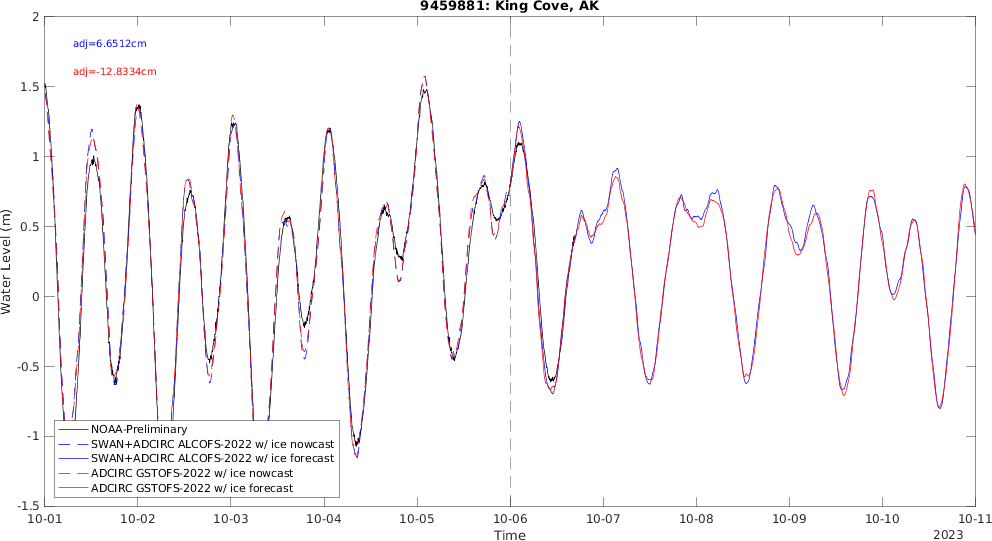 9459881: King Cove, AK
adj=6.6512cm
adj=-12.8334cm
Water Level (m)
2
1.5
1
0.5
0
-0.5
-1
-1.5
NOAA-Preliminary
SWAN+ADCIRC ALCOFS-2022 w/ ice nowcast
SWAN+ADCIRC ALCOFS-2022 w/ ice forecast
ADCIRC GSTOFS-2022 w/ ice nowcast
ADCIRC GSTOFS-2022 w/ ice forecast
10-01 10-02 10-03 10-04 10-05 10-06 10-07 10-08 10-09 10-10 10-11
Time
2023